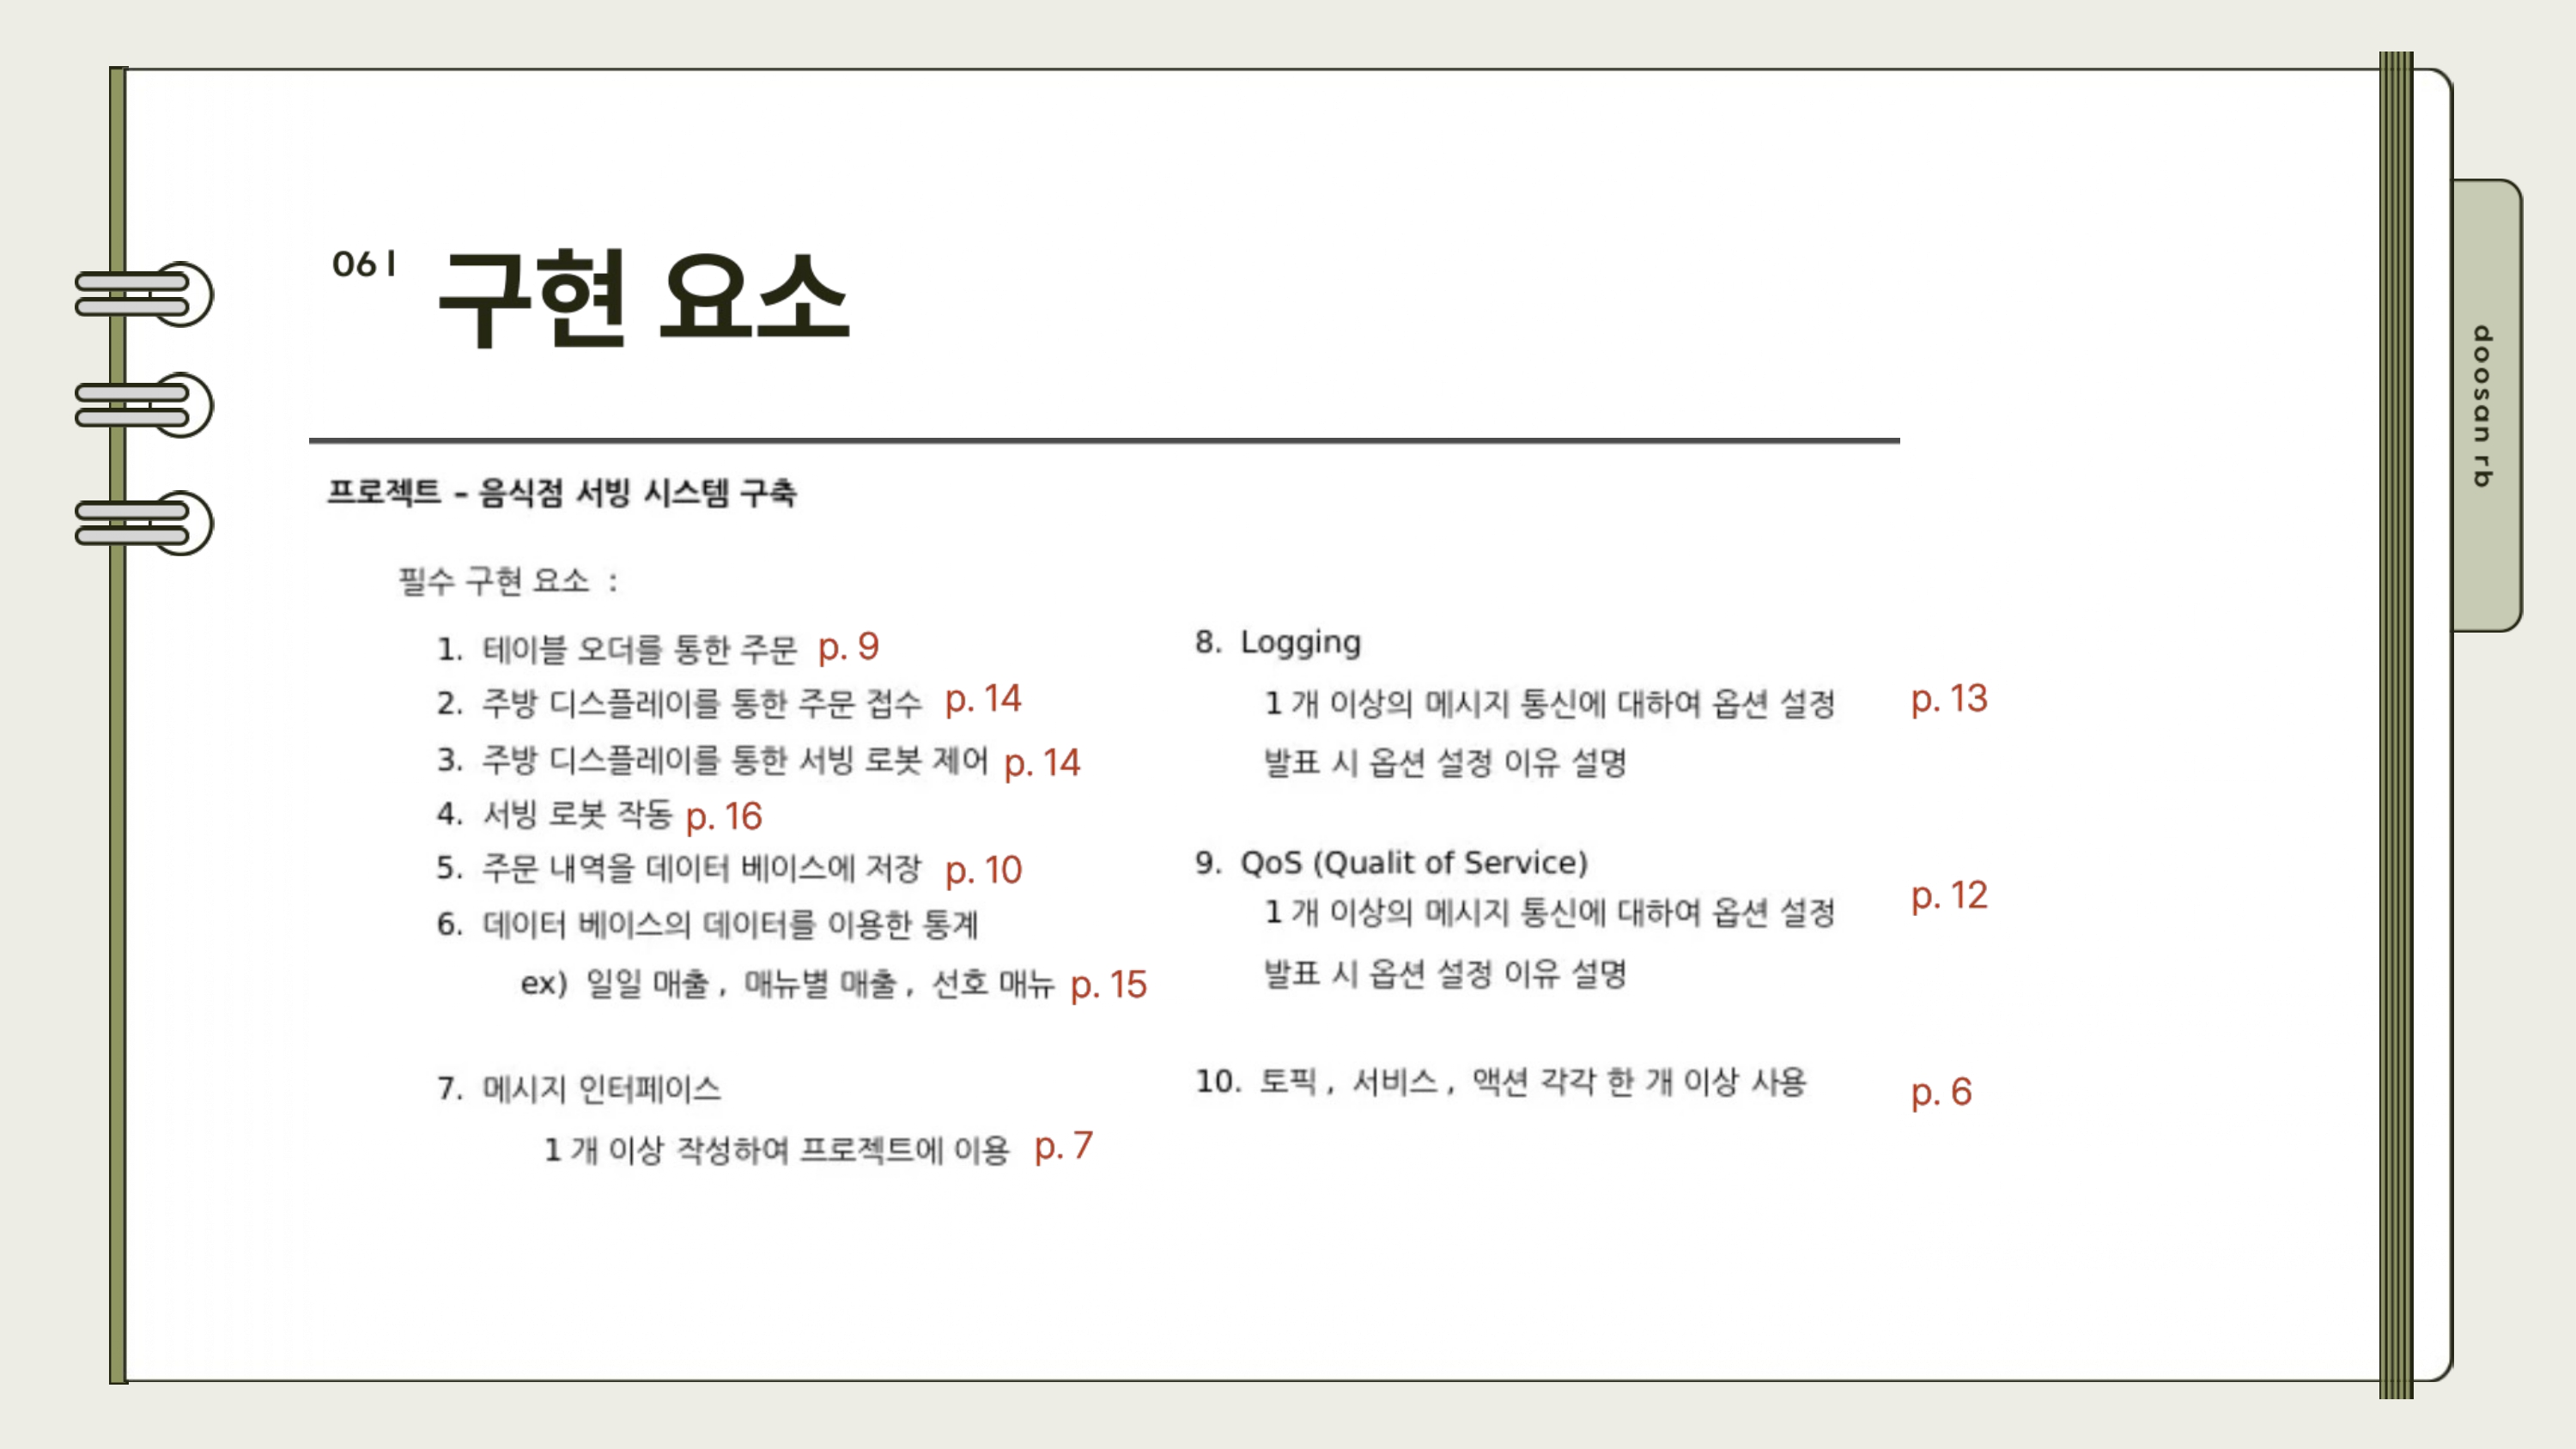 06 |
구현 요소
프로젝트 – 음식점 서빙 시스템 구축
필수 구현 요소 :
1. 테이블 오더를 통한 주문 p. 9
2. 주방 디스플레이를 통한 주문 접수 p. 14
3. 주방 디스플레이를 통한 서빙 로봇 제어 p. 14
4. 서빙 로봇 작동 p. 16
5. 주문 내역을 데이터 베이스에 저장 p. 10
6. 데이터 베이스의 데이터를 이용한 통계
ex) 일일 매출 , 매뉴별 매출 , 선호 매뉴 p. 15
7. 메시지 인터페이스
1 개 이상 작성하여 프로젝트에 이용 p. 7
8. Logging
1 개 이상의 메시지 통신에 대하여 옵션 설정 p. 13
발표 시 옵션 설정 이유 설명
9. QoS (Qualit of Service)
p. 12
1 개 이상의 메시지 통신에 대하여 옵션 설정
발표 시 옵션 설정 이유 설명
10. 토픽 , 서비스 , 액션 각각 한 개 이상 사용 p. 6
doosan rb